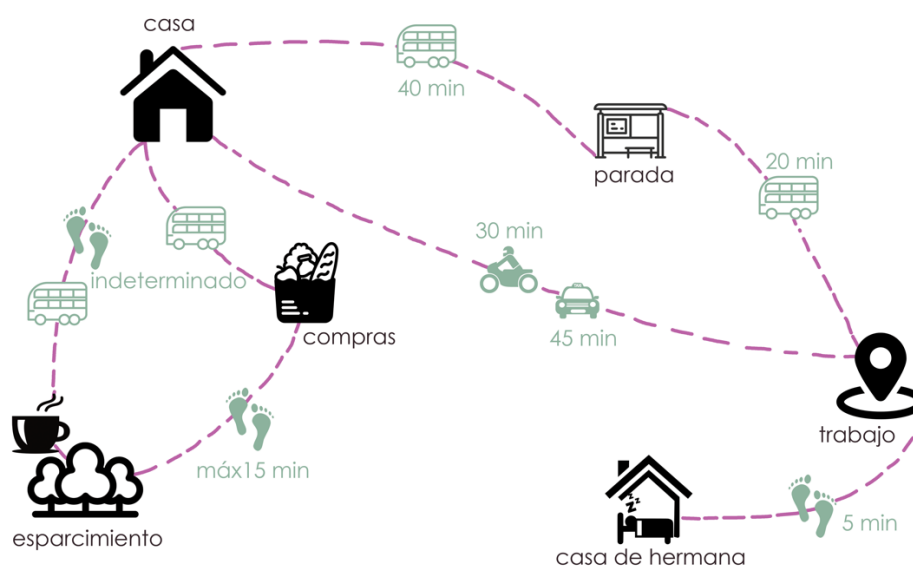 casa
40 min
parada
20 min
30 min
45 min
indeterminado
compras
máx15 min
esparcimiento
trabajo
zzz
casa de hermana
5 min